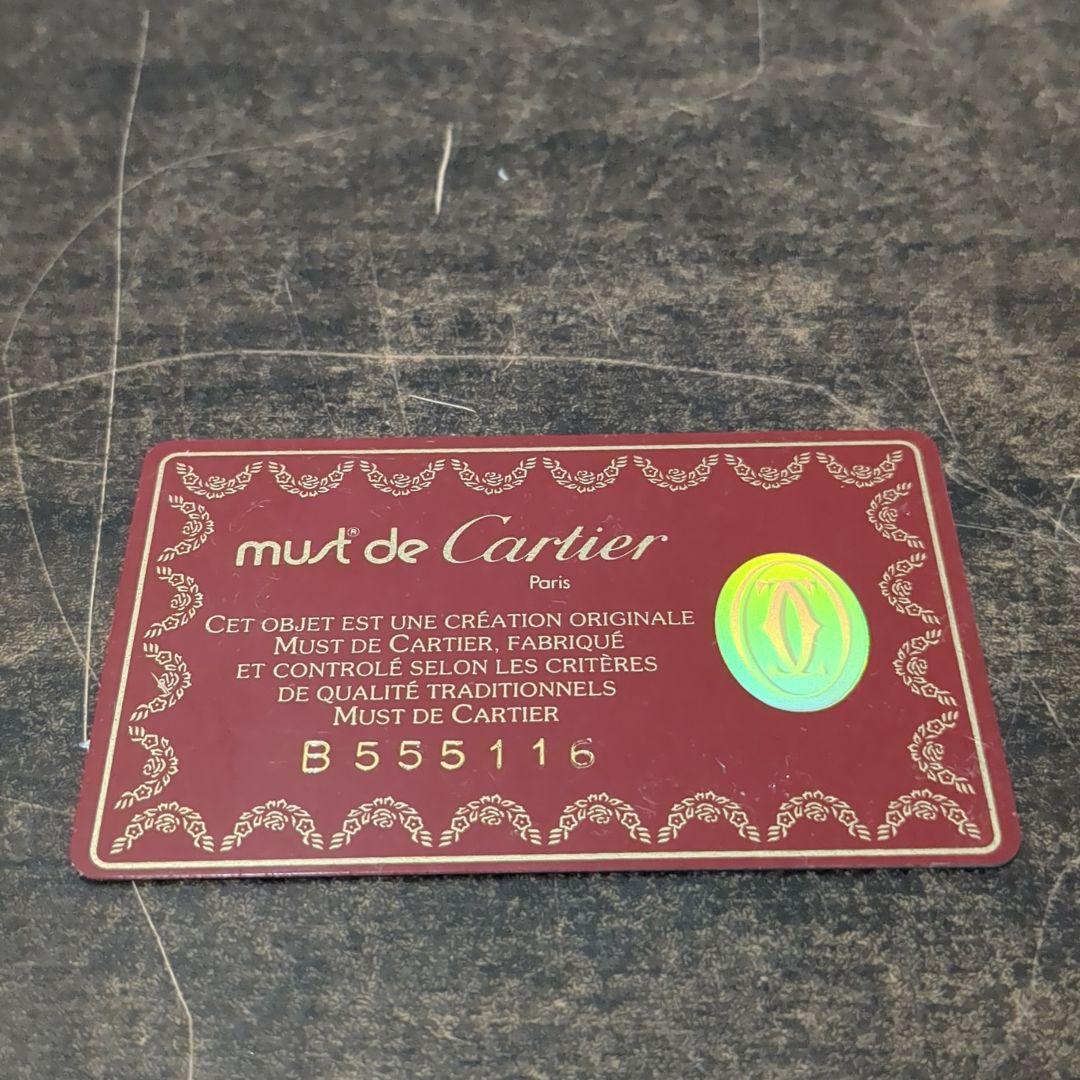 must® de Cartier
Paris
CET OBJET EST UNE CRÉATION ORIGINALE
MUST DE CARTIER, FABRIQUÉ
ET CONTROLÉ SELON LES CRITÈRES
DE QUALITÉ TRADITIONNELS
MUST DE CARTIER
B555116